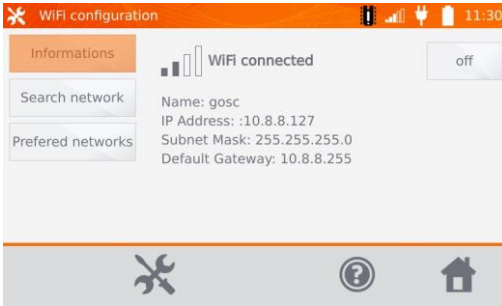 WiFi configuration 11:30
Informations
WiFi connected
off
Search network
Name: gosc
IP Address: :10.8.8.127
Prefered networks
Subnet Mask: 255.255.255.0
Default Gateway: 10.8.8.255
?